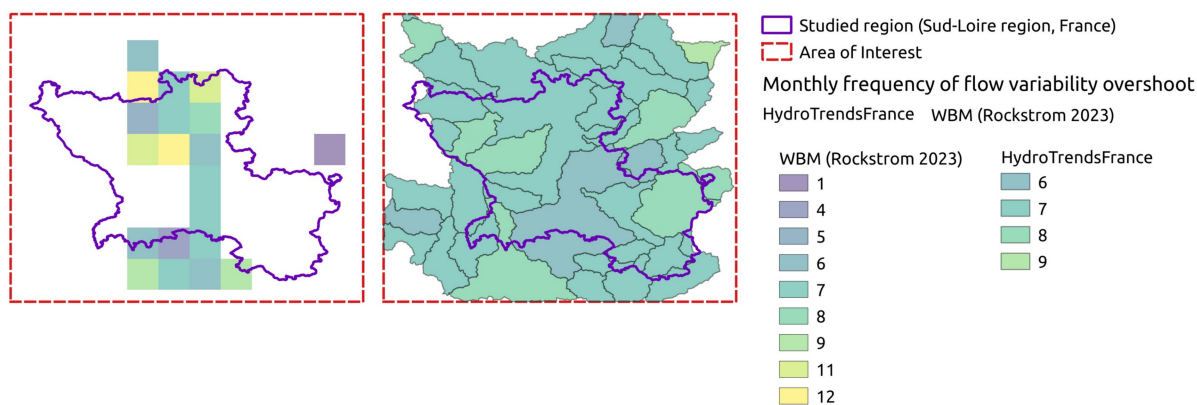 Studied region (Sud-Loire region, France)
Area of Interest
Monthly frequency of flow variability overshoot
HydroTrendsFrance WBM (Rockstrom 2023)
WBM (Rockstrom 2023)
1
4
5
6
7
8
9
11
12
HydroTrendsFrance
6
7
8
9